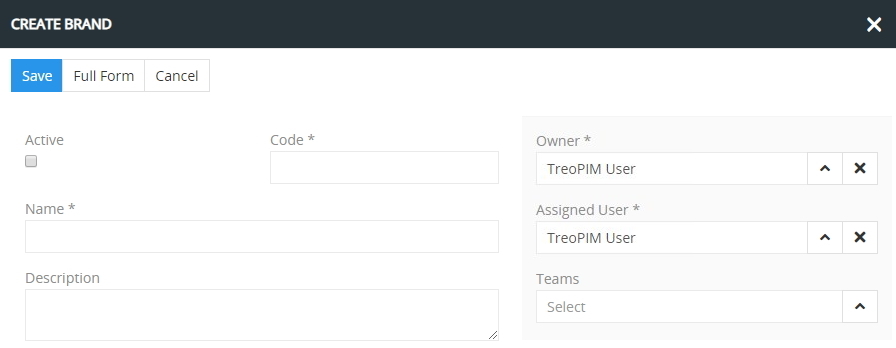 CREATE BRAND
Save Full Form Cancel
Active
Code *
Name *
Description
Owner *
TreoPIM User
Assigned User *
TreoPIM User
Teams
Select